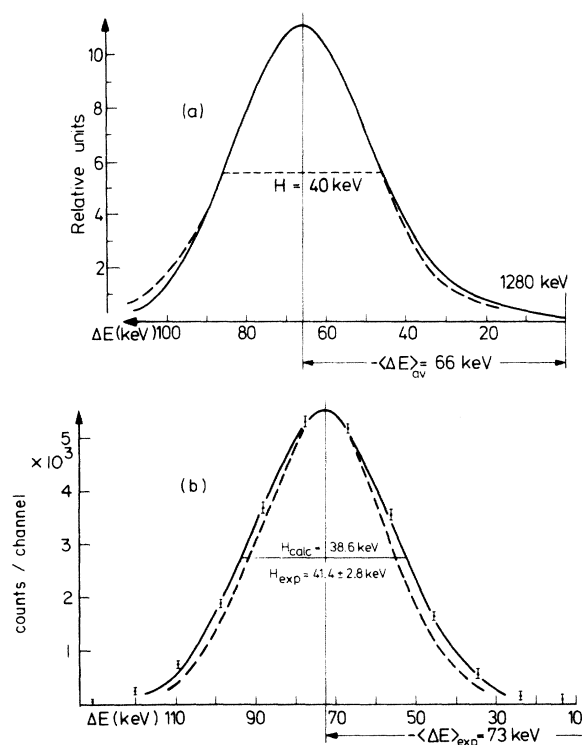 10
8
6
4
2
Relative units
(a)
H = 40 keV
1280 keV
ΔE(keV) 100 80 60 40 20
-⟨ΔE⟩av = 66 keV
5
×10³
4
3
2
1
counts / channel
(b)
Hcalc = 38.6 keV
Hexp = 41.4 ± 2.8 keV
ΔE(keV) 110 90 70 50 30 10
-⟨ΔE⟩exp = 73 keV